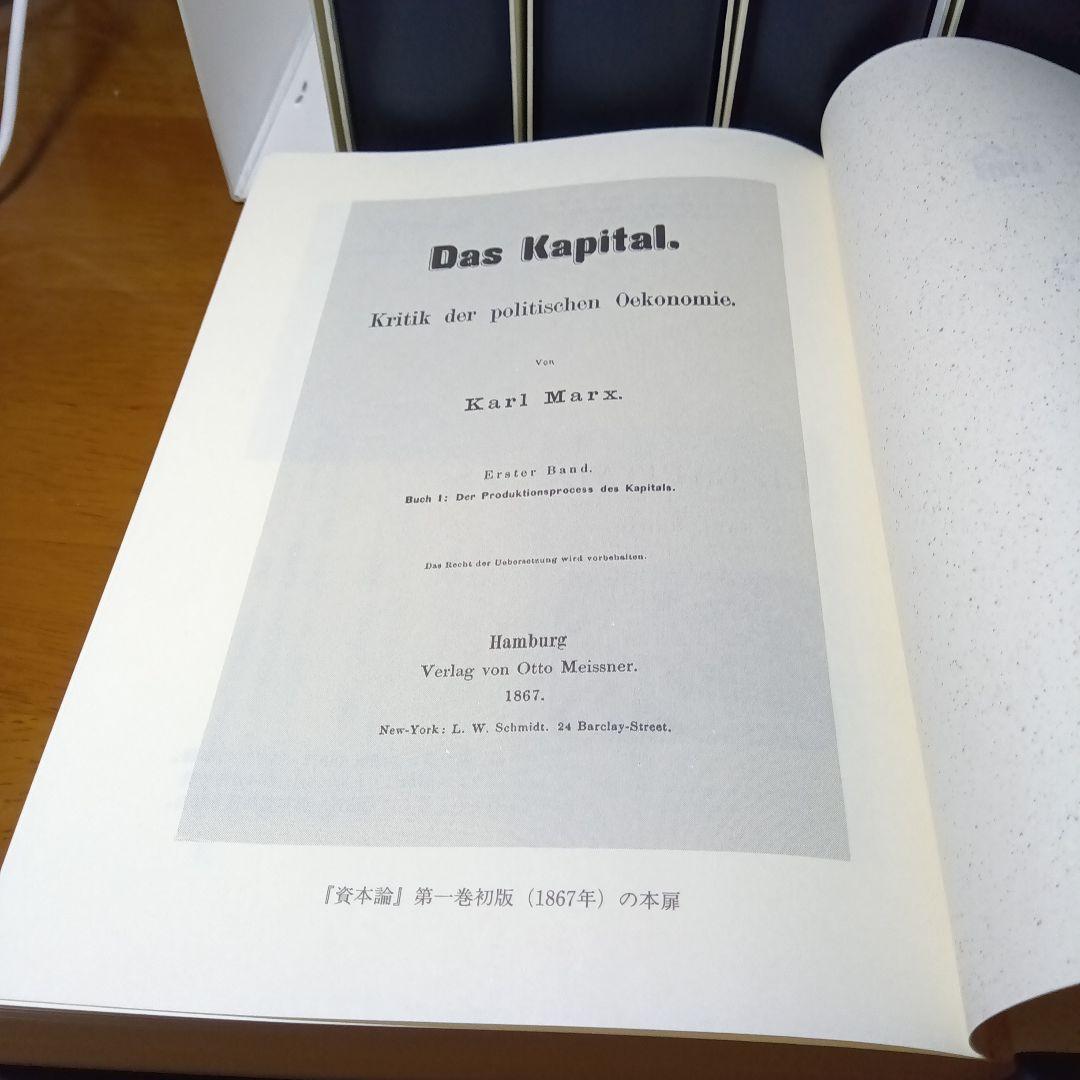 Das Kapital.
Kritik der politischen Oekonomie.
Von
Karl Marx.
Erster Band.
Buch I: Der Produktionsprocess des Kapitals.
Das Recht der Uebersetzung wird vorbehalten.
Hamburg
Verlag von Otto Meissner.
1867.
New-York: L. W. Schmidt. 24 Barclay-Street.
『資本論』第一巻初版(1867年)の本扉